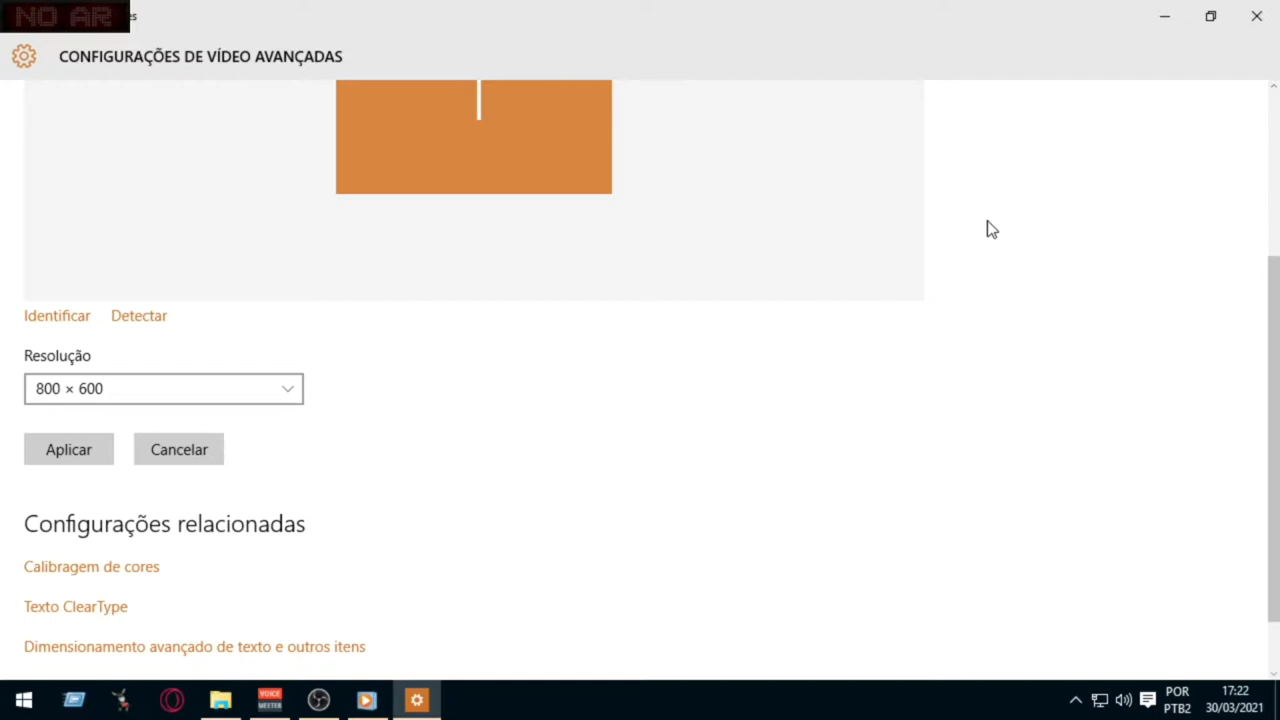 NO AR es
CONFIGURAÇÕES DE VÍDEO AVANÇADAS
Identificar Detectar
Resolução
800 × 600
Aplicar Cancelar
Configurações relacionadas
Calibragem de cores
Texto ClearType
Dimensionamento avançado de texto e outros itens
VOICE
MEETER
POR
PTB2
17:22
30/03/2021